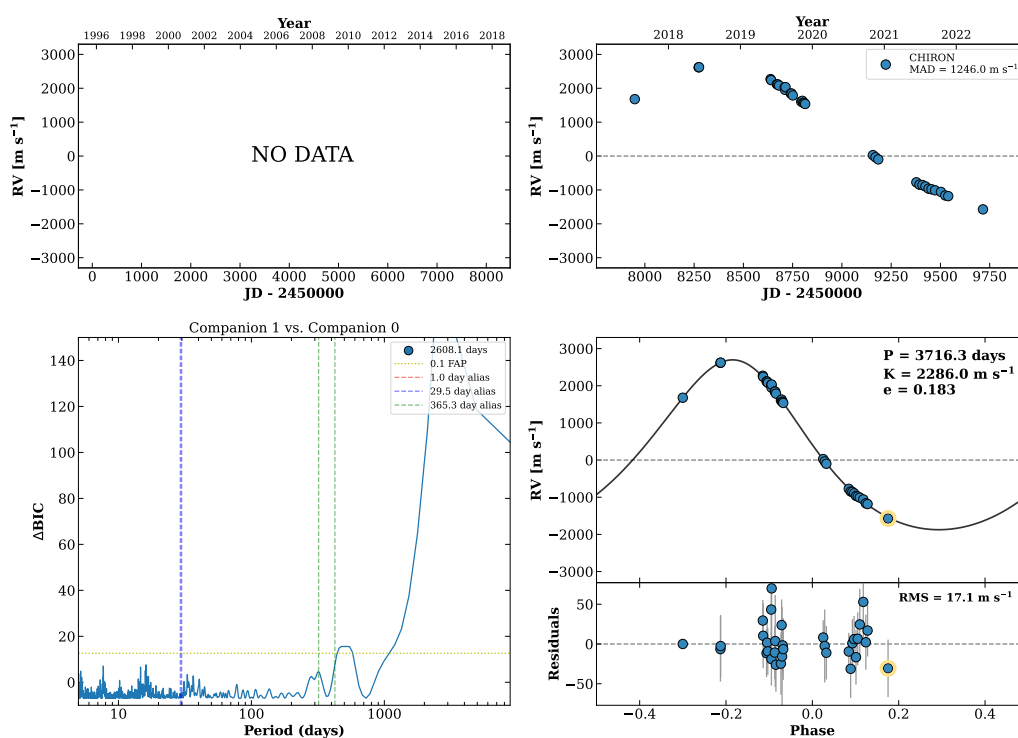 Year
1996 1998 2000 2002 2004 2006 2008 2010 2012 2014 2016 2018
RV [m s⁻¹]
3000
2000
1000
0
−1000
−2000
−3000
NO DATA
0 1000 2000 3000 4000 5000 6000 7000 8000
JD - 2450000
Year
2018 2019 2020 2021 2022
RV [m s⁻¹]
3000
2000
1000
0
−1000
−2000
−3000
CHIRON
MAD = 1246.0 m s⁻¹
8000 8250 8500 8750 9000 9250 9500 9750
JD - 2450000
Companion 1 vs. Companion 0
ΔBIC
140
120
100
80
60
40
20
0
2608.1 days
0.1 FAP
1.0 day alias
29.5 day alias
365.3 day alias
10 100 1000
Period (days)
RV [m s⁻¹]
3000
2000
1000
0
−1000
−2000
−3000
P = 3716.3 days
K = 2286.0 m s⁻¹
e = 0.183
Residuals
50
0
−50
RMS = 17.1 m s⁻¹
−0.4 −0.2 0.0 0.2 0.4
Phase